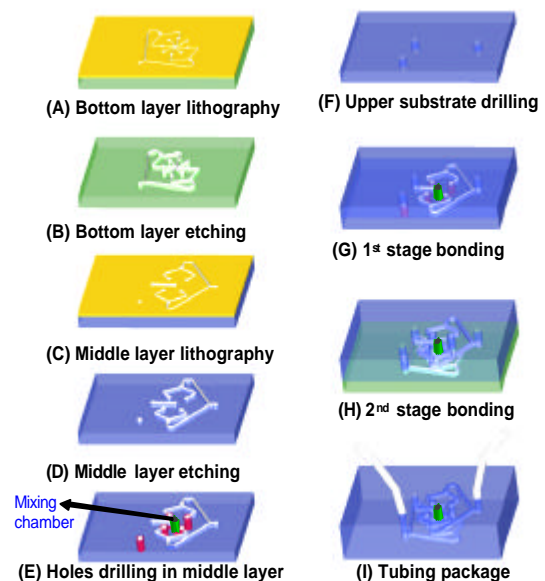 (A) Bottom layer lithography
(B) Bottom layer etching
(C) Middle layer lithography
(D) Middle layer etching
Mixing
chamber
(E) Holes drilling in middle layer
(F) Upper substrate drilling
(G) 1st stage bonding
(H) 2nd stage bonding
(I) Tubing package